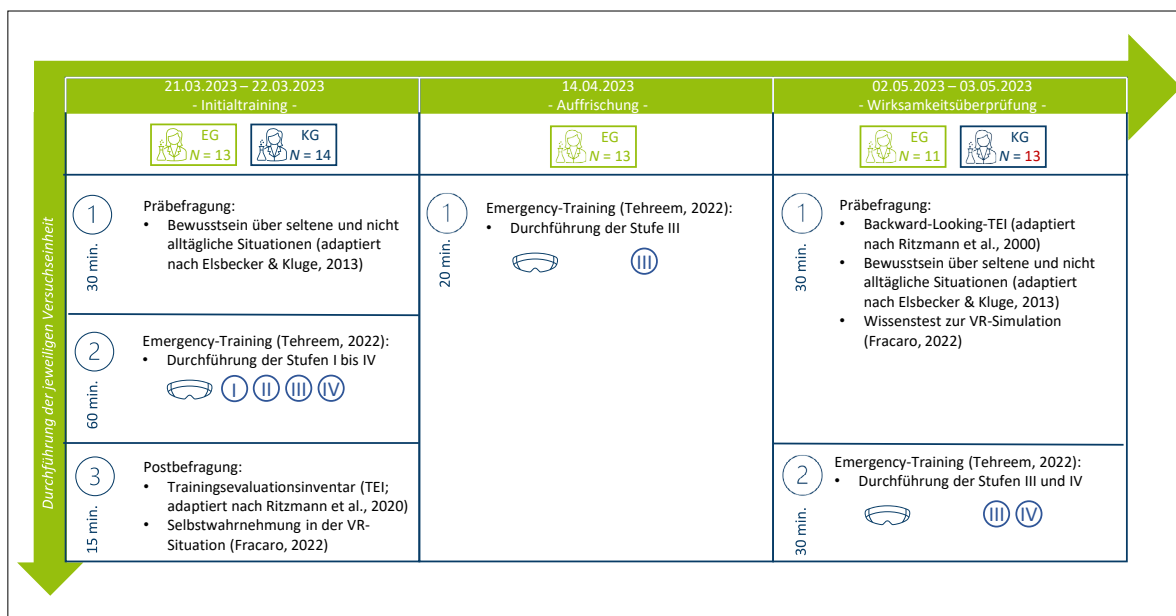 Durchführung der jeweiligen Versuchseinheit
21.03.2023 – 22.03.2023
- Initialtraining -
EG
N = 13
KG
N = 14
1
30 min.
Präbefragung:
• Bewusstsein über seltene und nicht
alltägliche Situationen (adaptiert
nach Elsbecker & Kluge, 2013)
2
60 min.
Emergency-Training (Tehreem, 2022):
• Durchführung der Stufen I bis IV
I II III IV
3
15 min.
Postbefragung:
• Trainingsevaluationsinventar (TEI;
adaptiert nach Ritzmann et al., 2020)
• Selbstwahrnehmung in der VR-
Situation (Fracaro, 2022)
14.04.2023
- Auffrischung -
EG
N = 13
1
20 min.
Emergency-Training (Tehreem, 2022):
• Durchführung der Stufe III
III
02.05.2023 – 03.05.2023
- Wirksamkeitsüberprüfung -
EG
N = 11
KG
N = 13
1
30 min.
Präbefragung:
• Backward-Looking-TEI (adaptiert
nach Ritzmann et al., 2000)
• Bewusstsein über seltene und nicht
alltägliche Situationen (adaptiert
nach Elsbecker & Kluge, 2013)
• Wissenstest zur VR-Simulation
(Fracaro, 2022)
2
30 min.
Emergency-Training (Tehreem, 2022):
• Durchführung der Stufen III und IV
III IV